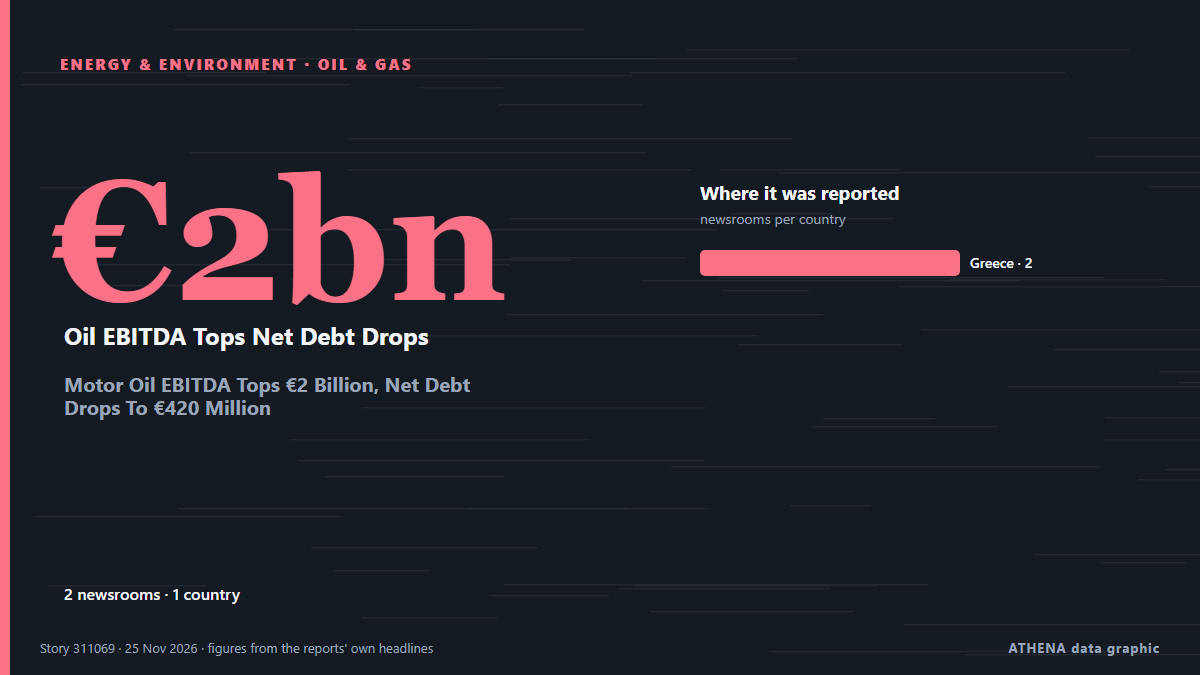 ENERGY & ENVIRONMENT · OIL & GAS
€2bn
Oil EBITDA Tops Net Debt Drops
Motor Oil EBITDA Tops €2 Billion, Net Debt
Drops To €420 Million
Where it was reported
newsrooms per country
Greece · 2
2 newsrooms · 1 country
Story 311069 · 25 Nov 2026 · figures from the reports' own headlines
ATHENA data graphic